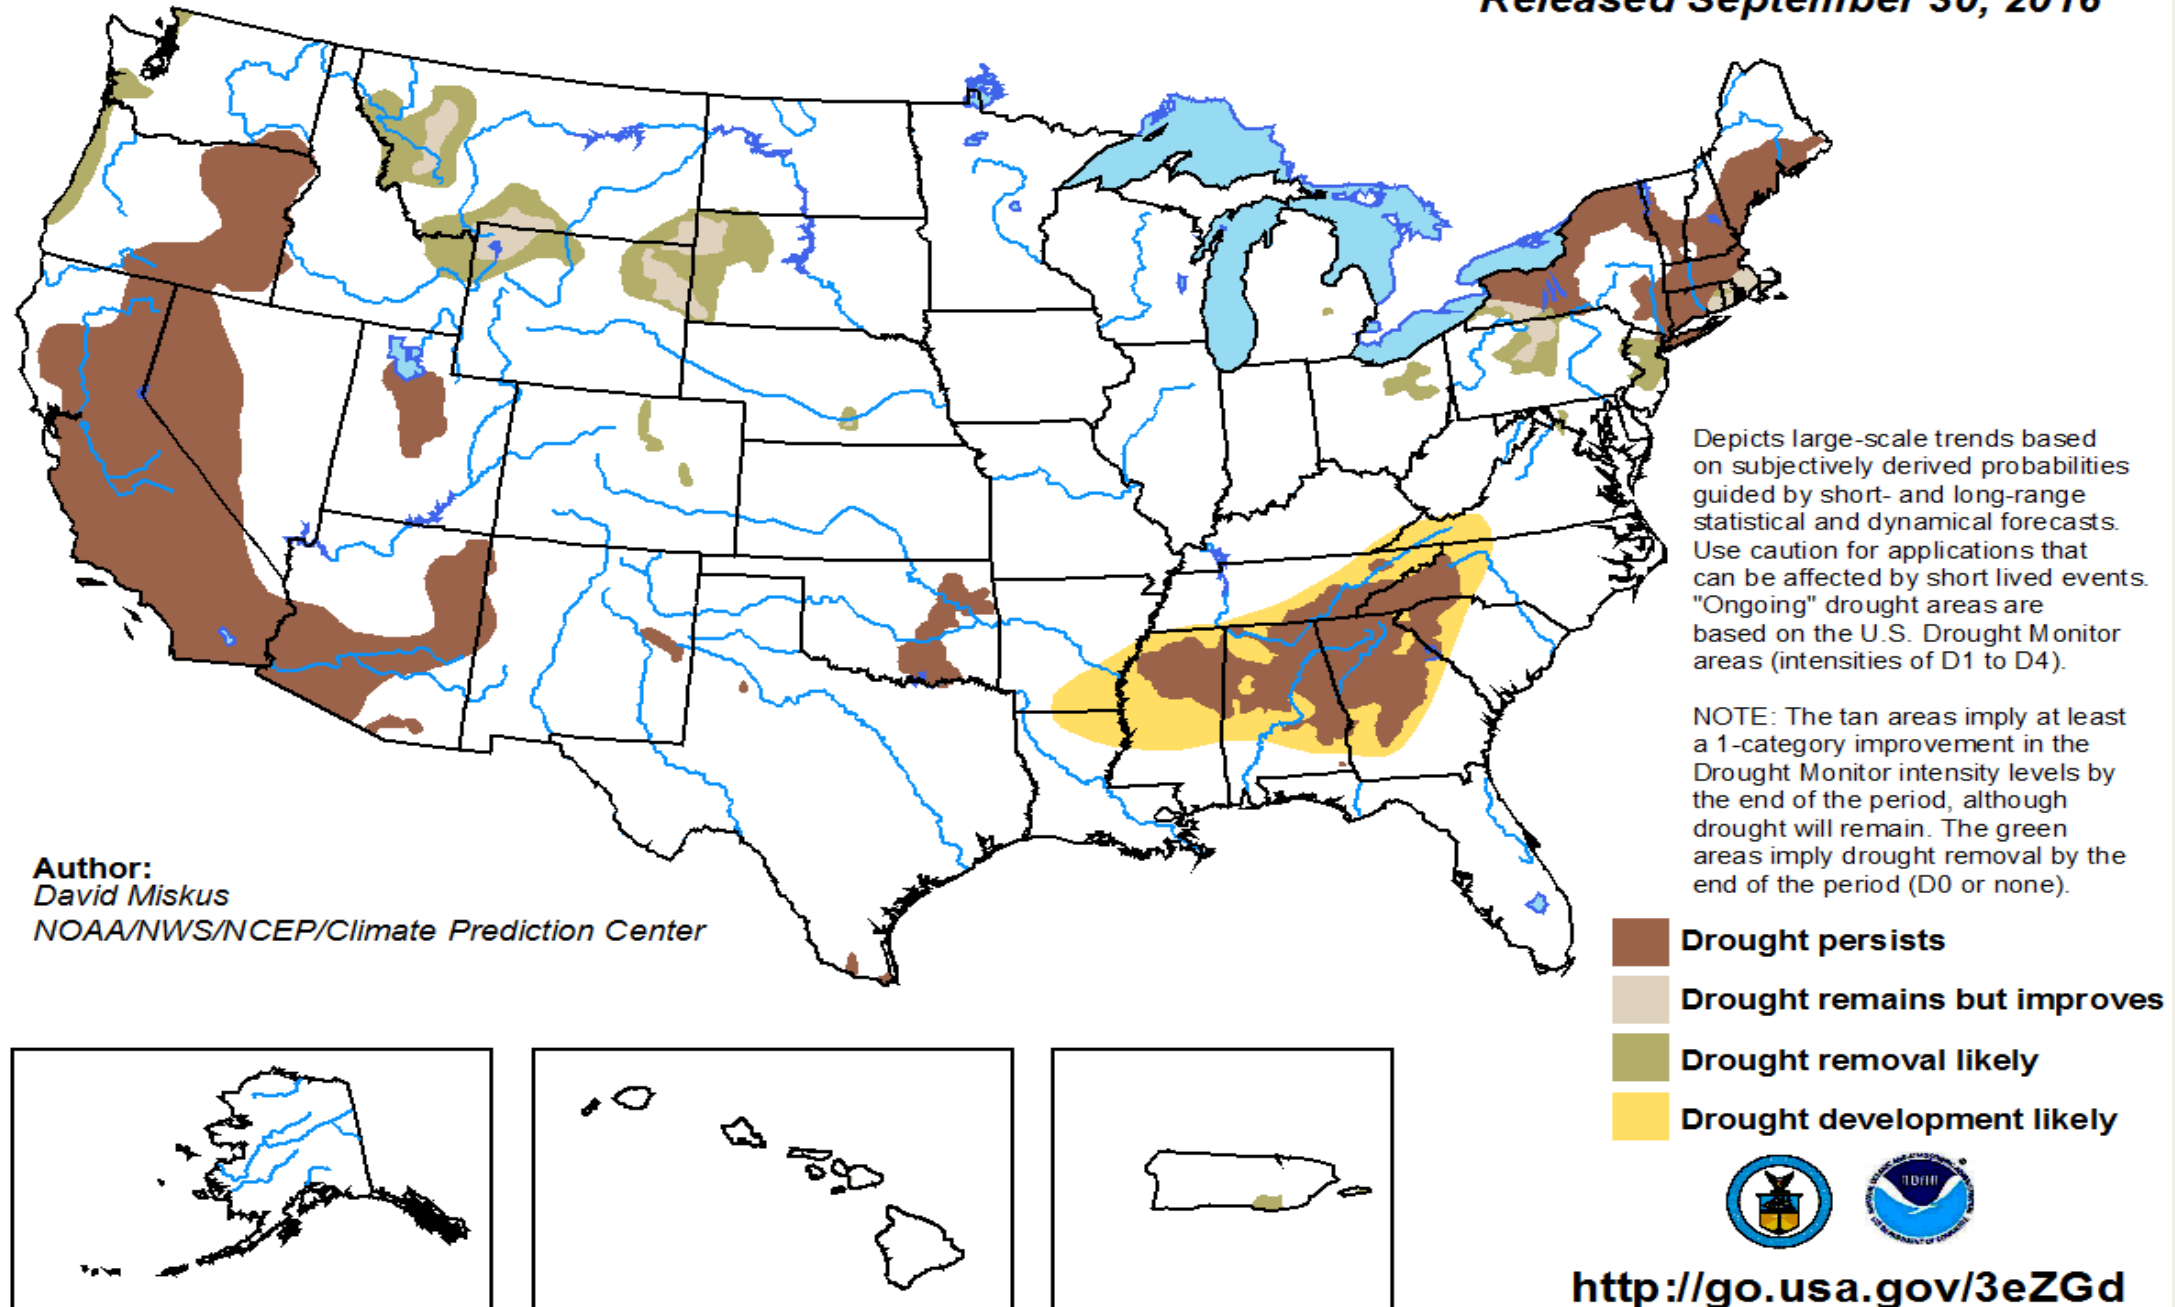 Released September 30, 2016
Depicts large-scale trends based
on subjectively derived probabilities
guided by short- and long-range
statistical and dynamical forecasts.
Use caution for applications that
can be affected by short lived events.
"Ongoing" drought areas are
based on the U.S. Drought Monitor
areas (intensities of D1 to D4).
NOTE: The tan areas imply at least
a 1-category improvement in the
Drought Monitor intensity levels by
the end of the period, although
drought will remain. The green
areas imply drought removal by the
end of the period (D0 or none).
Author:
David Miskus
NOAA/NWS/NCEP/Climate Prediction Center
Drought persists
Drought remains but improves
Drought removal likely
Drought development likely
http://go.usa.gov/3eZGd